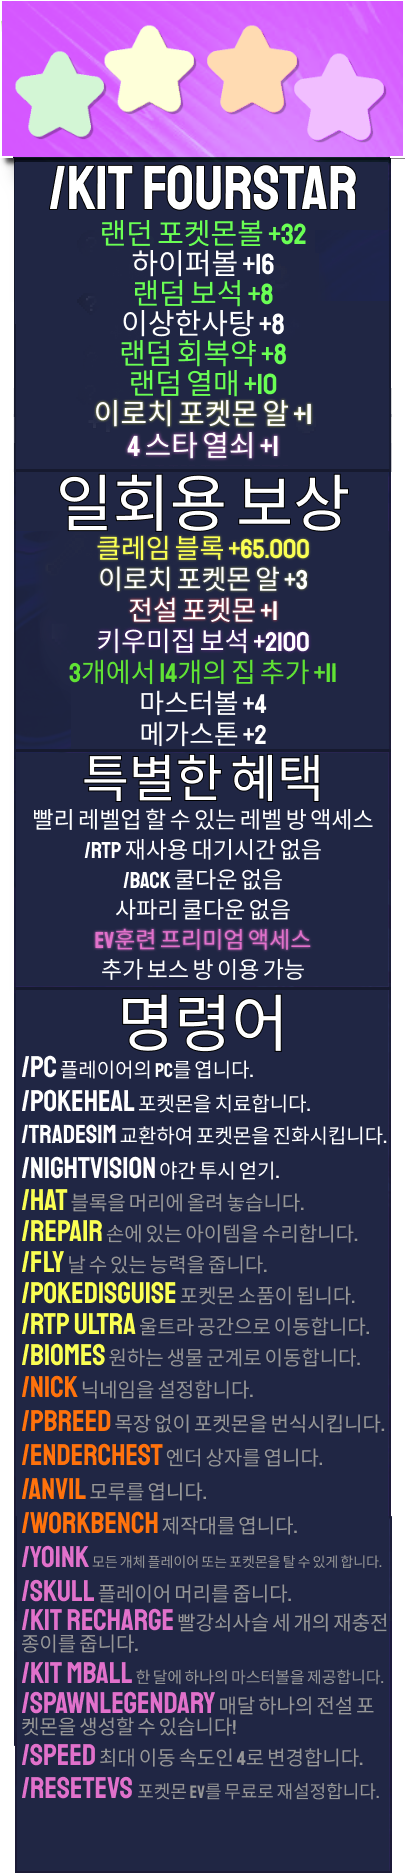 /KIT FOURSTAR
랜던 포켓몬볼 +32
하이퍼볼 +16
랜덤 보석 +8
이상한사탕 +8
랜덤 회복약 +8
랜덤 열매 +10
이로치 포켓몬 알 +1
4 스타 열쇠 +1
일회용 보상
클레임 블록 +65.000
이로치 포켓몬 알 +3
전설 포켓몬 +1
키우미집 보석 +2100
3개에서 14개의 집 추가 +11
마스터볼 +4
메가스톤 +2
특별한 혜택
빨리 레벨업 할 수 있는 레벨 방 액세스
/RTP 재사용 대기시간 없음
/BACK 쿨다운 없음
사파리 쿨다운 없음
EV훈련 프리미엄 액세스
추가 보스 방 이용 가능
명령어
/PC 플레이어의 PC를 엽니다.
/POKEHEAL 포켓몬을 치료합니다.
/TRADESIM 교환하여 포켓몬을 진화시킵니다.
/NIGHTVISION 야간 투시 얻기.
/HAT 블록을 머리에 올려 놓습니다.
/REPAIR 손에 있는 아이템을 수리합니다.
/FLY 날 수 있는 능력을 줍니다.
/POKEDISGUISE 포켓몬 소품이 됩니다.
/RTP ULTRA 울트라 공간으로 이동합니다.
/BIOMES 원하는 생물 군계로 이동합니다.
/NICK 닉네임을 설정합니다.
/PBREED 목장 없이 포켓몬을 번식시킵니다.
/ENDERCHEST 엔더 상자를 엽니다.
/ANVIL 모루를 엽니다.
/WORKBENCH 제작대를 엽니다.
/YOINK 모든 개체 플레이어 또는 포켓몬을 탈 수 있게 합니다.
/SKULL 플레이어 머리를 줍니다.
/KIT RECHARGE 빨강쇠사슬 세 개의 재충전
종이를 줍니다.
/KIT MBALL 한 달에 하나의 마스터볼을 제공합니다.
/SPAWNLEGENDARY 매달 하나의 전설 포
켓몬을 생성할 수 있습니다!
/SPEED 최대 이동 속도인 4로 변경합니다.
/RESETEVS 포켓몬 EV를 무료로 재설정합니다.